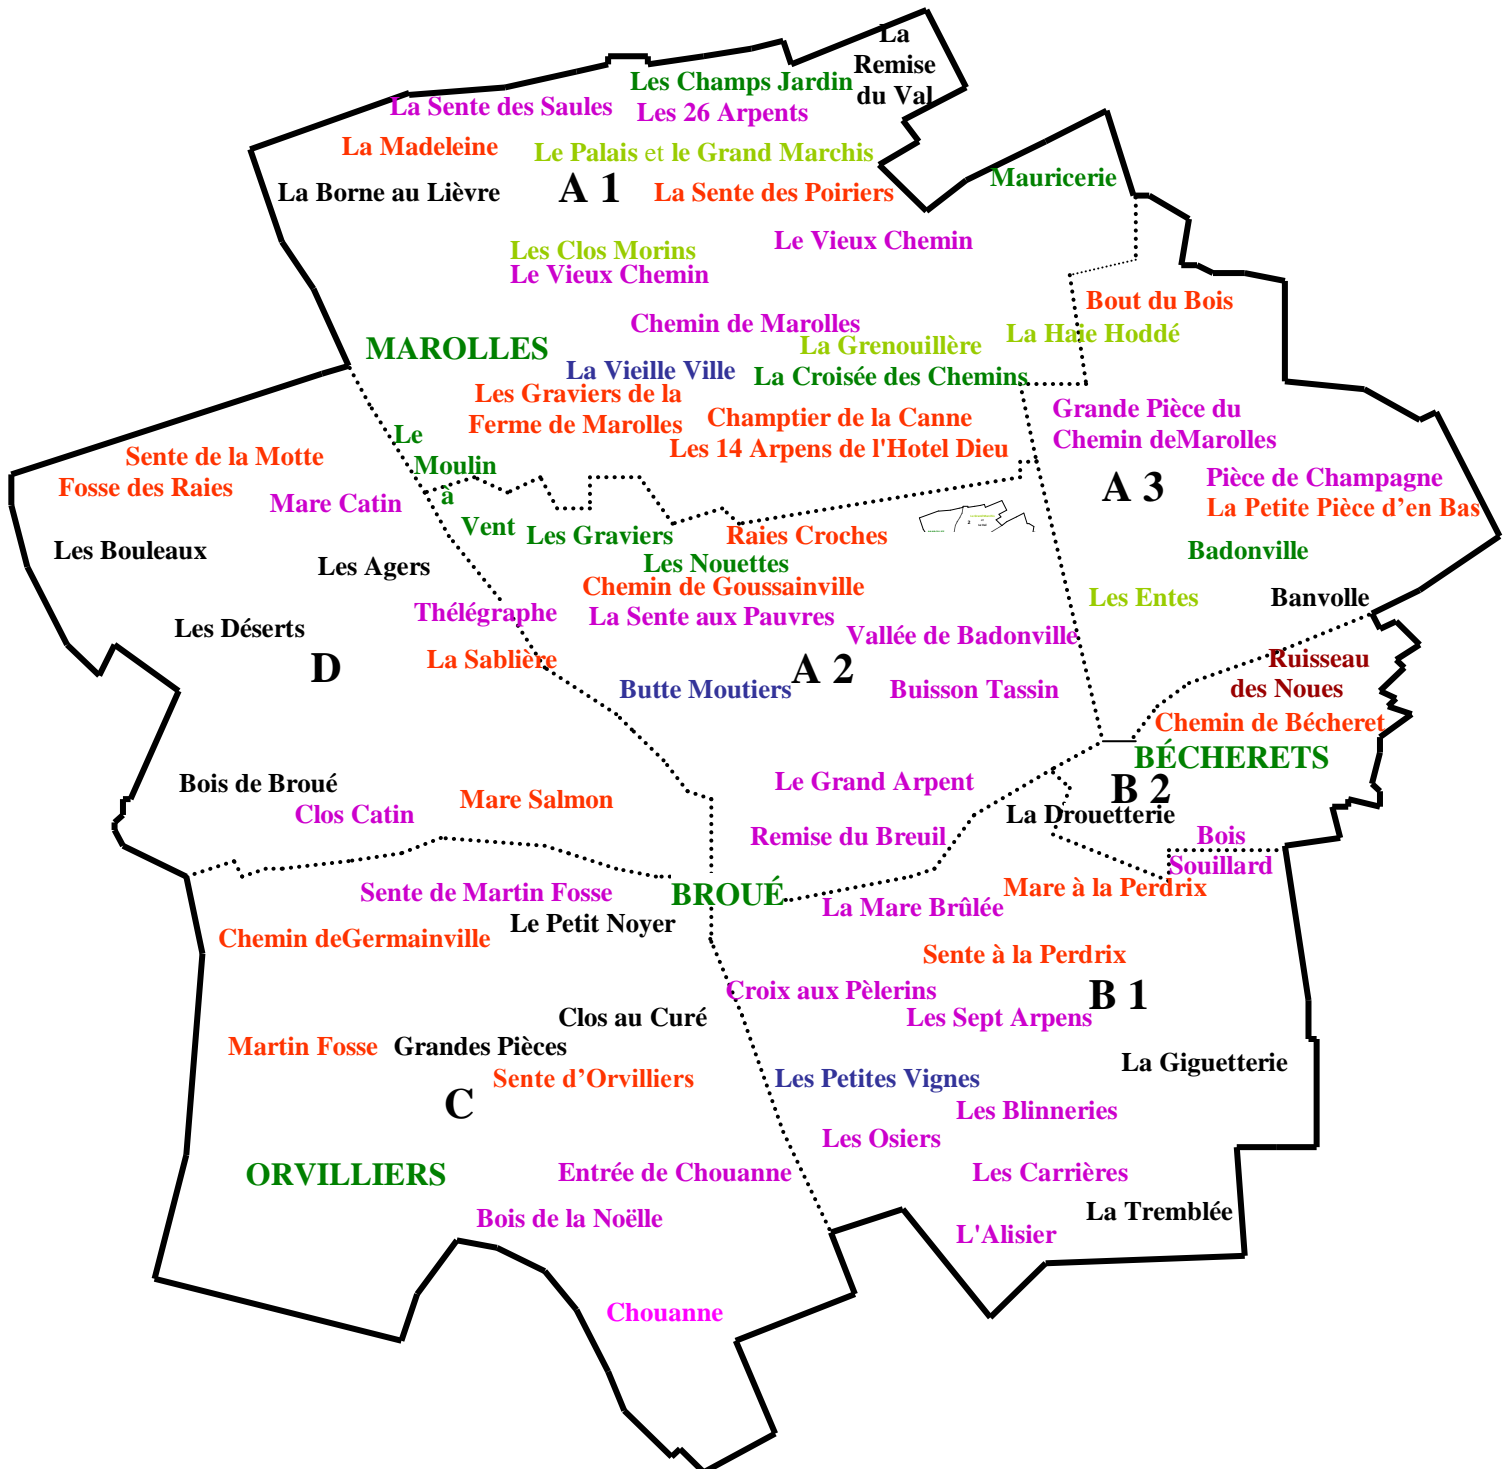 La
Remise
du Val
Les Champs Jardin
La Sente des Saules
Les 26 Arpents
La Madeleine
Le Palais et le Grand Marchis
Mauricerie
La Borne au Lièvre
A 1
La Sente des Poiriers
Le Vieux Chemin
Les Clos Morins
Le Vieux Chemin
Bout du Bois
Chemin de Marolles
La Haie Hoddé
MAROLLES
La Grenouillère
La Vieille Ville
La Croisée des Chemins
Les Graviers de la
Ferme de Marolles
Champtier de la Canne
Les 14 Arpens de l'Hotel Dieu
Grande Pièce du
Chemin deMarolles
Le
Moulin
à
Vent
Sente de la Motte
Fosse des Raies
Mare Catin
A 3
Pièce de Champagne
La Petite Pièce d’en Bas
Les Graviers
Raies Croches
Les Bouleaux
Badonville
Les Agers
Les Nouettes
Chemin de Goussainville
Les Entes
Banvolle
Thélégraphe
La Sente aux Pauvres
Les Déserts
Vallée de Badonville
D
La Sablière
A 2
Ruisseau
des Noues
Butte Moutiers
Buisson Tassin
Chemin de Bécheret
BÉCHERETS
Bois de Broué
Le Grand Arpent
B 2
Clos Catin
Mare Salmon
La Drouetterie
Remise du Breuil
Bois
Souillard
Sente de Martin Fosse
BROUÉ
Mare à la Perdrix
La Mare Brûlée
Le Petit Noyer
Chemin deGermainville
Sente à la Perdrix
Croix aux Pèlerins
B 1
Clos au Curé
Les Sept Arpens
Martin Fosse
Grandes Pièces
La Giguetterie
Sente d’Orvilliers
Les Petites Vignes
C
Les Blinneries
Les Osiers
ORVILLIERS
Entrée de Chouanne
Les Carrières
Bois de la Noëlle
La Tremblée
L'Alisier
Chouanne